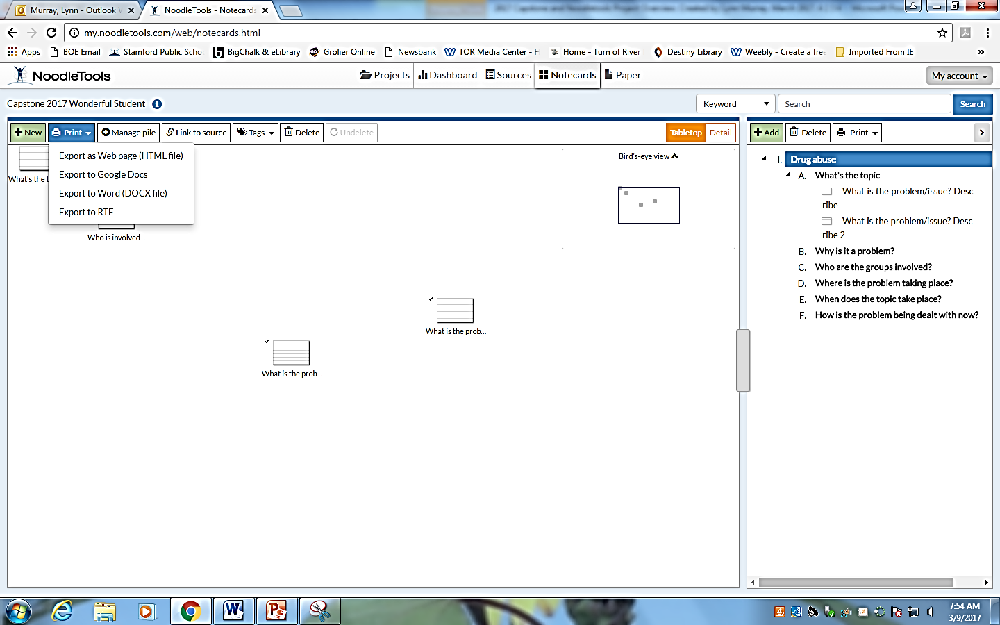 Murray, Lynn - Outlook
NoodleTools - Notecards
my.noodletools.com/web/notecards.html
Apps BOE Email Stamford Public Scho BigChalk & eLibrary Grolier Online Newsbank TOR Media Center - H Home - Turn of River Destiny Library Weebly - Create a free Imported From IE »
NoodleTools Projects Dashboard Sources Notecards Paper My account
Capstone 2017 Wonderful Student Keyword Search Search
New Print Manage pile Link to source Tags Delete Undelete Tabletop Detail
Add Delete Print
Export as Web page (HTML file)
Export to Google Docs
Export to Word (DOCX file)
Export to RTF
What's the t
Who is involved...
Bird's-eye view
What is the prob...
What is the prob...
I. Drug abuse
A. What's the topic
What is the problem/issue? Desc
ribe
What is the problem/issue? Desc
ribe 2
B. Why is it a problem?
C. Who are the groups involved?
D. Where is the problem taking place?
E. When does the topic take place?
F. How is the problem being dealt with now?
7:54 AM
3/9/2017